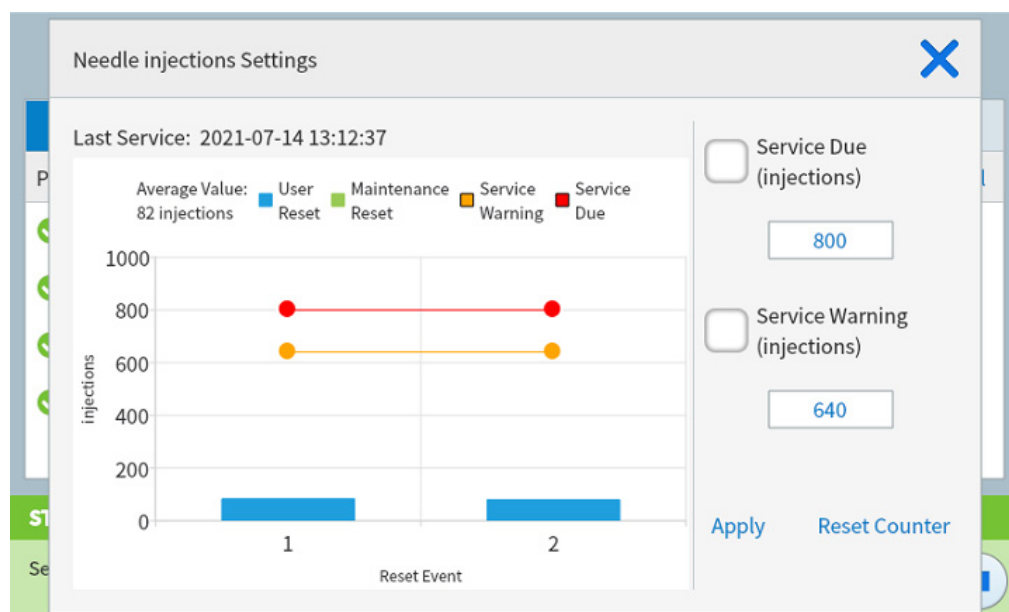 Needle injections Settings
P
l
ST
Se
Last Service: 2021-07-14 13:12:37
Average Value:
82 injections
User
Reset
Maintenance
Reset
Service
Warning
Service
Due
injections
1000
800
600
400
200
0
1
2
Reset Event
Service Due
(injections)
800
Service Warning
(injections)
640
Apply
Reset Counter